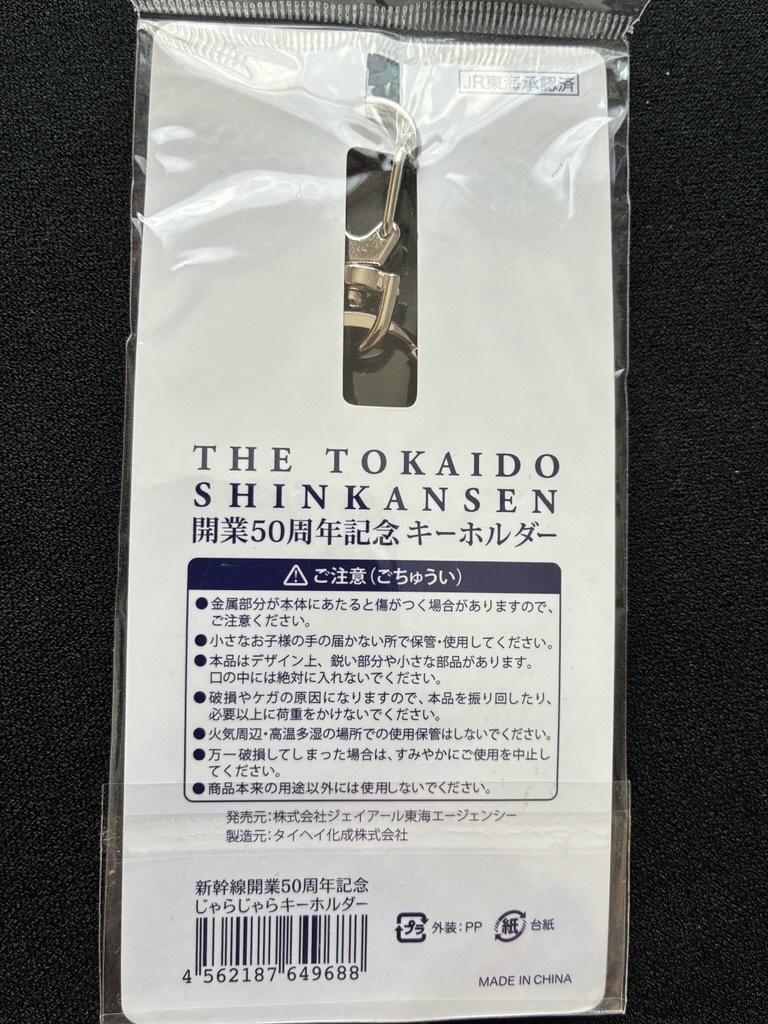 JR東海承認済
THE TOKAIDO
SHINKANSEN
開業50周年記念 キーホルダー
ご注意(ごちゅうい)
●金属部分が本体にあたると傷がつく場合がありますので、
ご注意ください。
●小さなお子様の手の届かない所で保管・使用してください。
●本品はデザイン上、鋭い部分や小さな部品があります。
口の中には絶対に入れないでください。
●破損やケガの原因になりますので、本品を振り回したり、
必要以上に荷重をかけないでください。
●火気周辺・高温多湿の場所での使用保管はしないでください。
●万一破損してしまった場合は、すみやかにご使用を中止し
てください。
●商品本来の用途以外には使用しないでください。
発売元:株式会社ジェイアール東海エージェンシー
製造元:タイヘイ化成株式会社
新幹線開業50周年記念
じゃらじゃらキーホルダー
4 562187 649688
プラ 外装:PP 紙 台紙
MADE IN CHINA